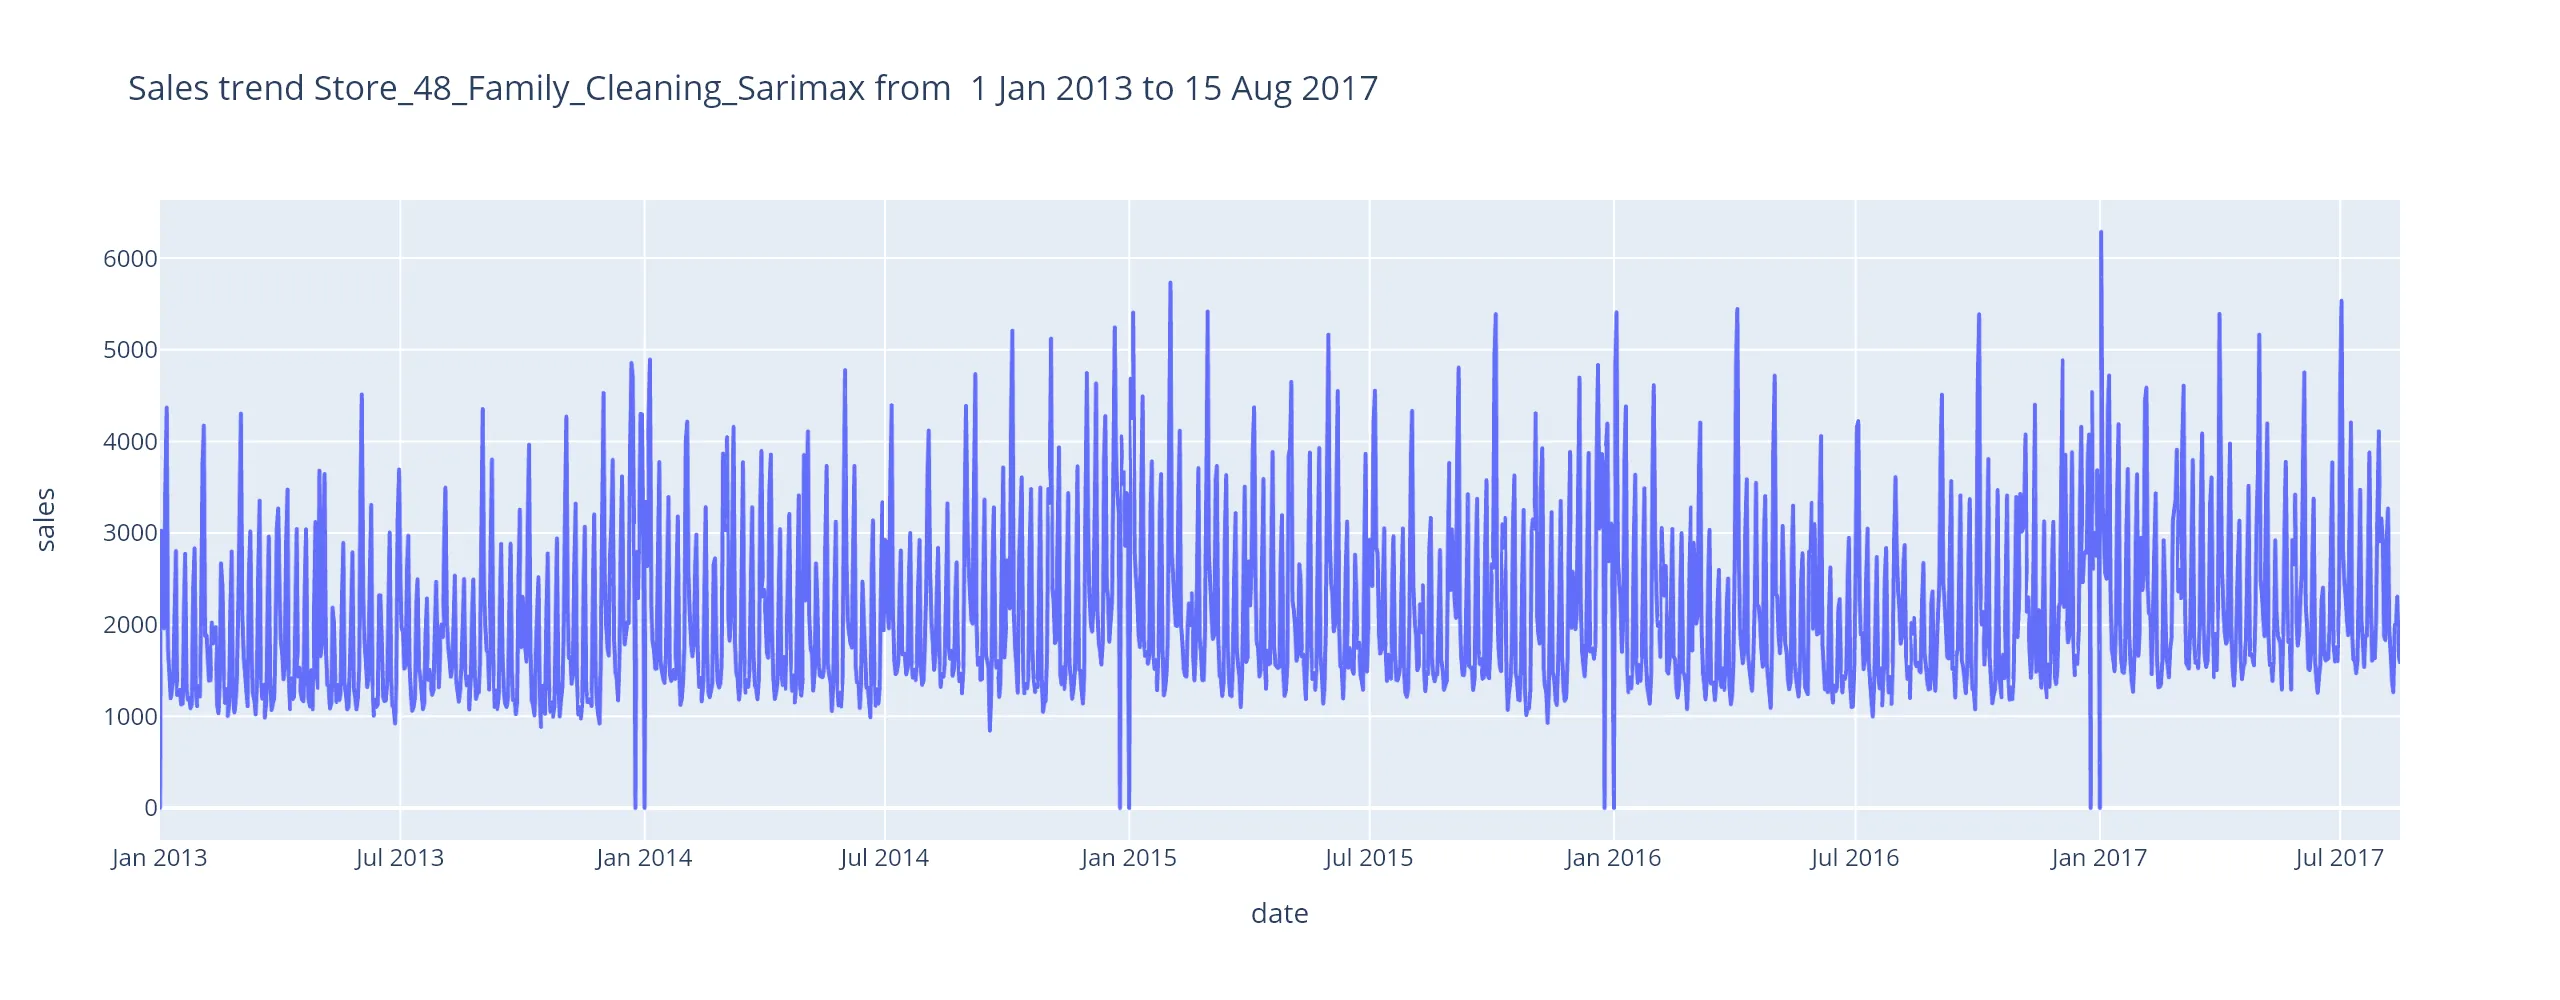 Sales trend Store_48_Family_Cleaning_Sarimax from  1 Jan 2013 to 15 Aug 2017
6000
5000
4000
3000
2000
1000
0
sales
Jan 2013 Jul 2013 Jan 2014 Jul 2014 Jan 2015 Jul 2015 Jan 2016 Jul 2016 Jan 2017 Jul 2017
date